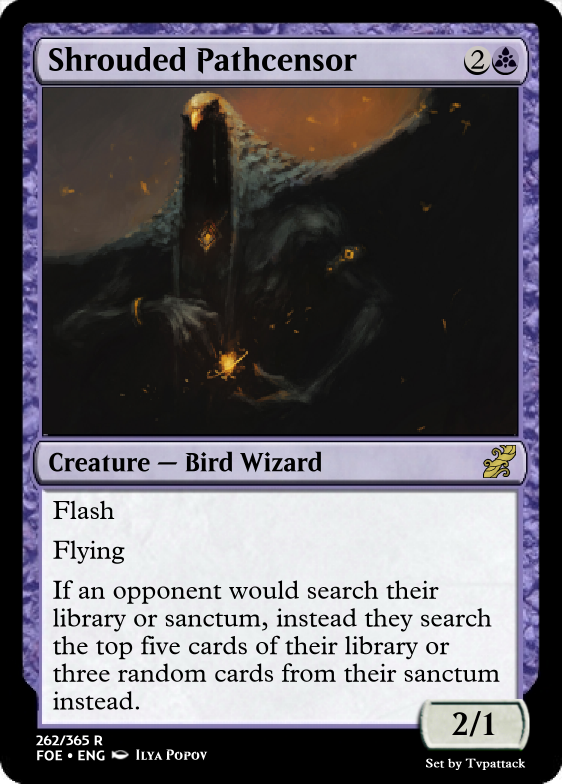 Shrouded Pathcensor 2
Creature — Bird Wizard
Flash
Flying
If an opponent would search their
library or sanctum, instead they search
the top five cards of their library or
three random cards from their sanctum
instead.
2/1
262/365 R
FOE • ENG Ilya Popov
Set by Tvpattack